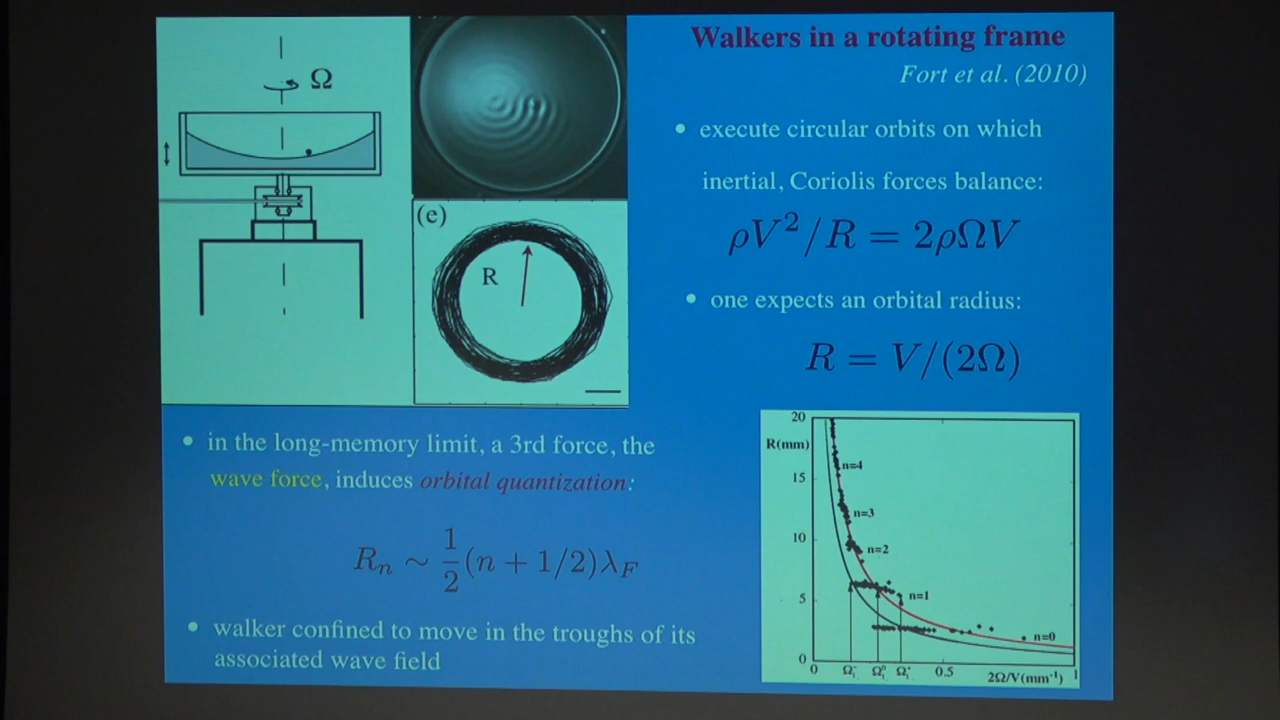 Ω
(e)
R
Walkers in a rotating frame
Fort et al. (2010)
• execute circular orbits on which
inertial, Coriolis forces balance:
ρV²/R = 2ρΩV
• one expects an orbital radius:
R = V/(2Ω)
• in the long-memory limit, a 3rd force, the
wave force, induces orbital quantization:
Rₙ ∼ 1/2 (n + 1/2)λ_F
• walker confined to move in the troughs of its
associated wave field
20
R(mm)
n=4
15
n=3
10
n=2
5
n=1
n=0
0
0 Ω₁⁻ Ω₁⁰ Ω₁⁺ 0.5 2Ω/V(mm⁻¹) 1